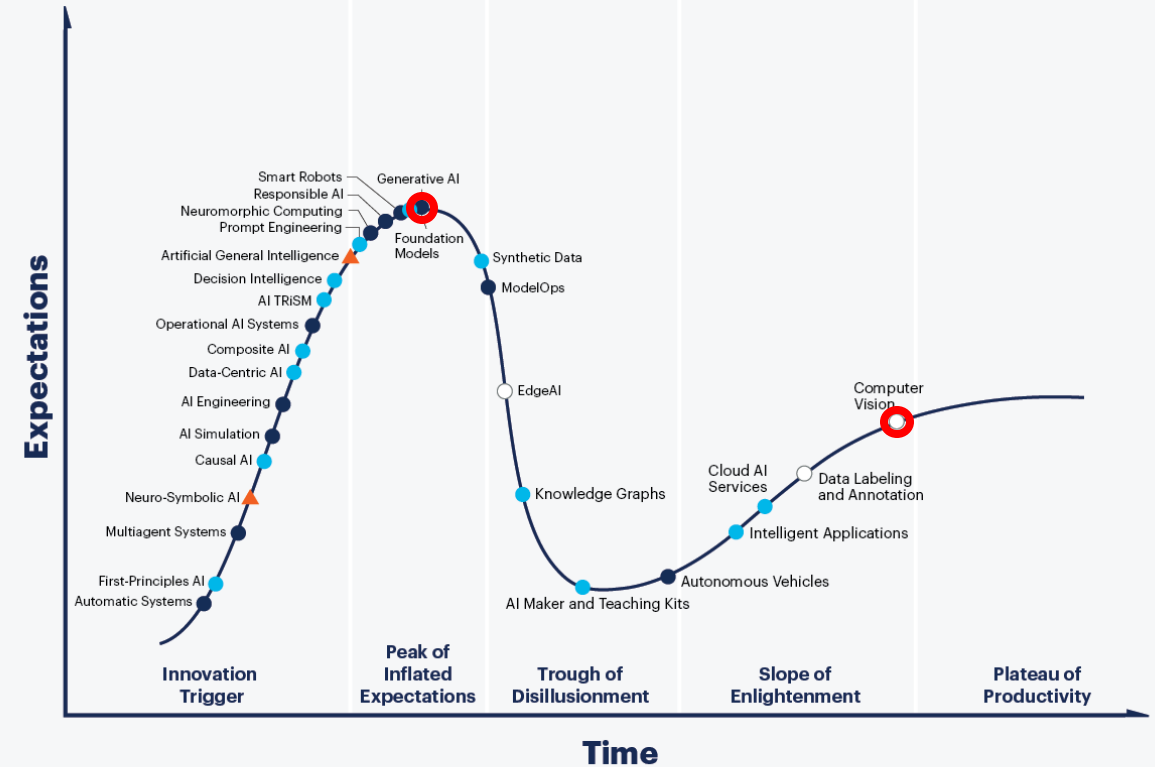 Expectations
Smart Robots
Responsible AI
Neuromorphic Computing
Prompt Engineering
Artificial General Intelligence
Decision Intelligence
AI TRiSM
Operational AI Systems
Composite AI
Data-Centric AI
AI Engineering
AI Simulation
Causal AI
Neuro-Symbolic AI
Multiagent Systems
First-Principles AI
Automatic Systems
Generative AI
Foundation
Models
Synthetic Data
ModelOps
EdgeAI
Knowledge Graphs
AI Maker and Teaching Kits
Autonomous Vehicles
Intelligent Applications
Cloud AI
Services
Data Labeling
and Annotation
Computer
Vision
Innovation
Trigger
Peak of
Inflated
Expectations
Trough of
Disillusionment
Slope of
Enlightenment
Plateau of
Productivity
Time